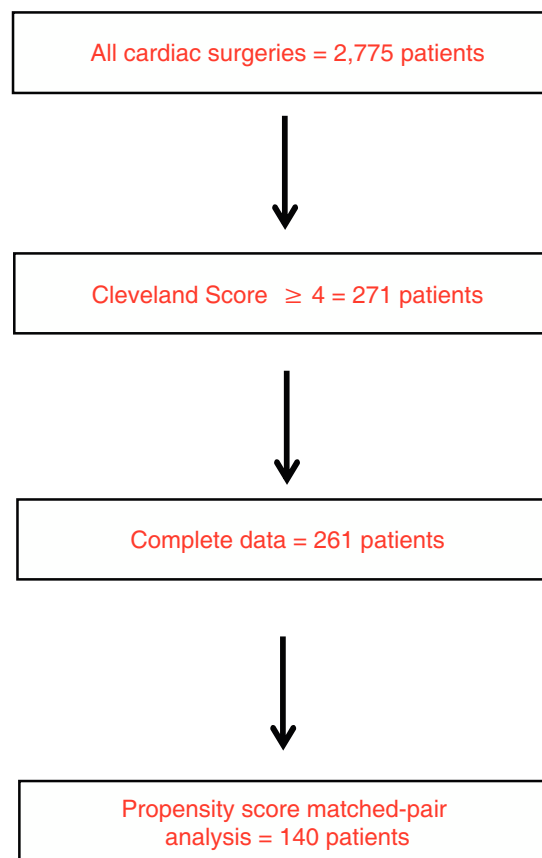 All cardiac surgeries = 2,775 patients
Cleveland Score ≥ 4 = 271 patients
Complete data = 261 patients
Propensity score matched-pair
analysis = 140 patients